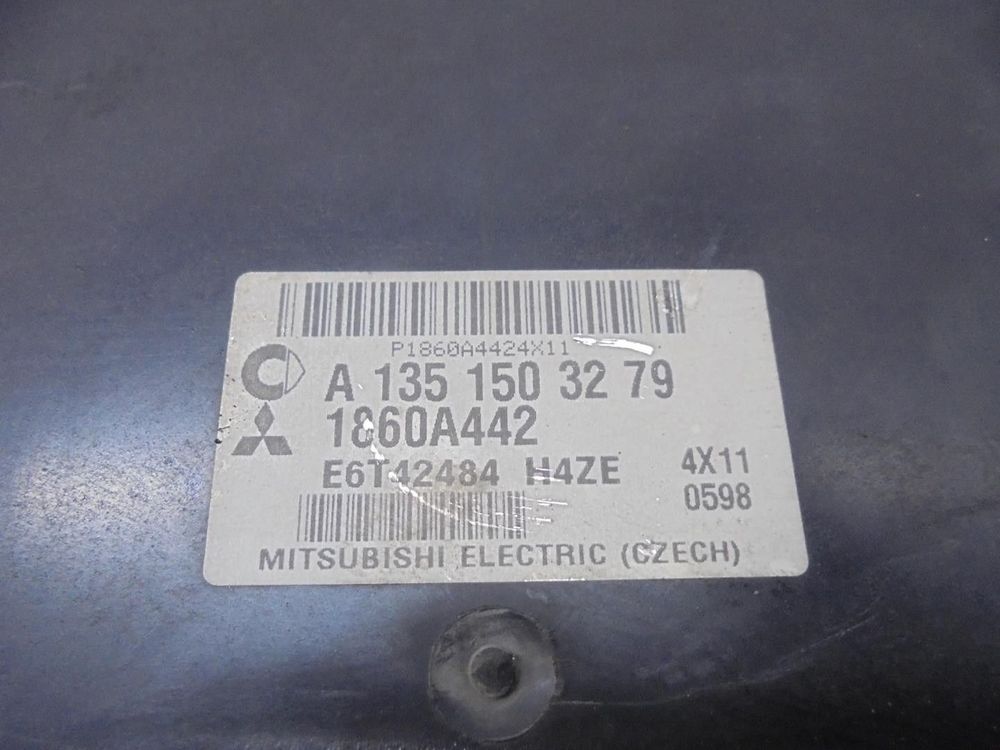 P1860A4424X11
A 135 150 32 79
1860A442
E6T42484 H4ZE 4X11
0598
MITSUBISHI ELECTRIC (CZECH)